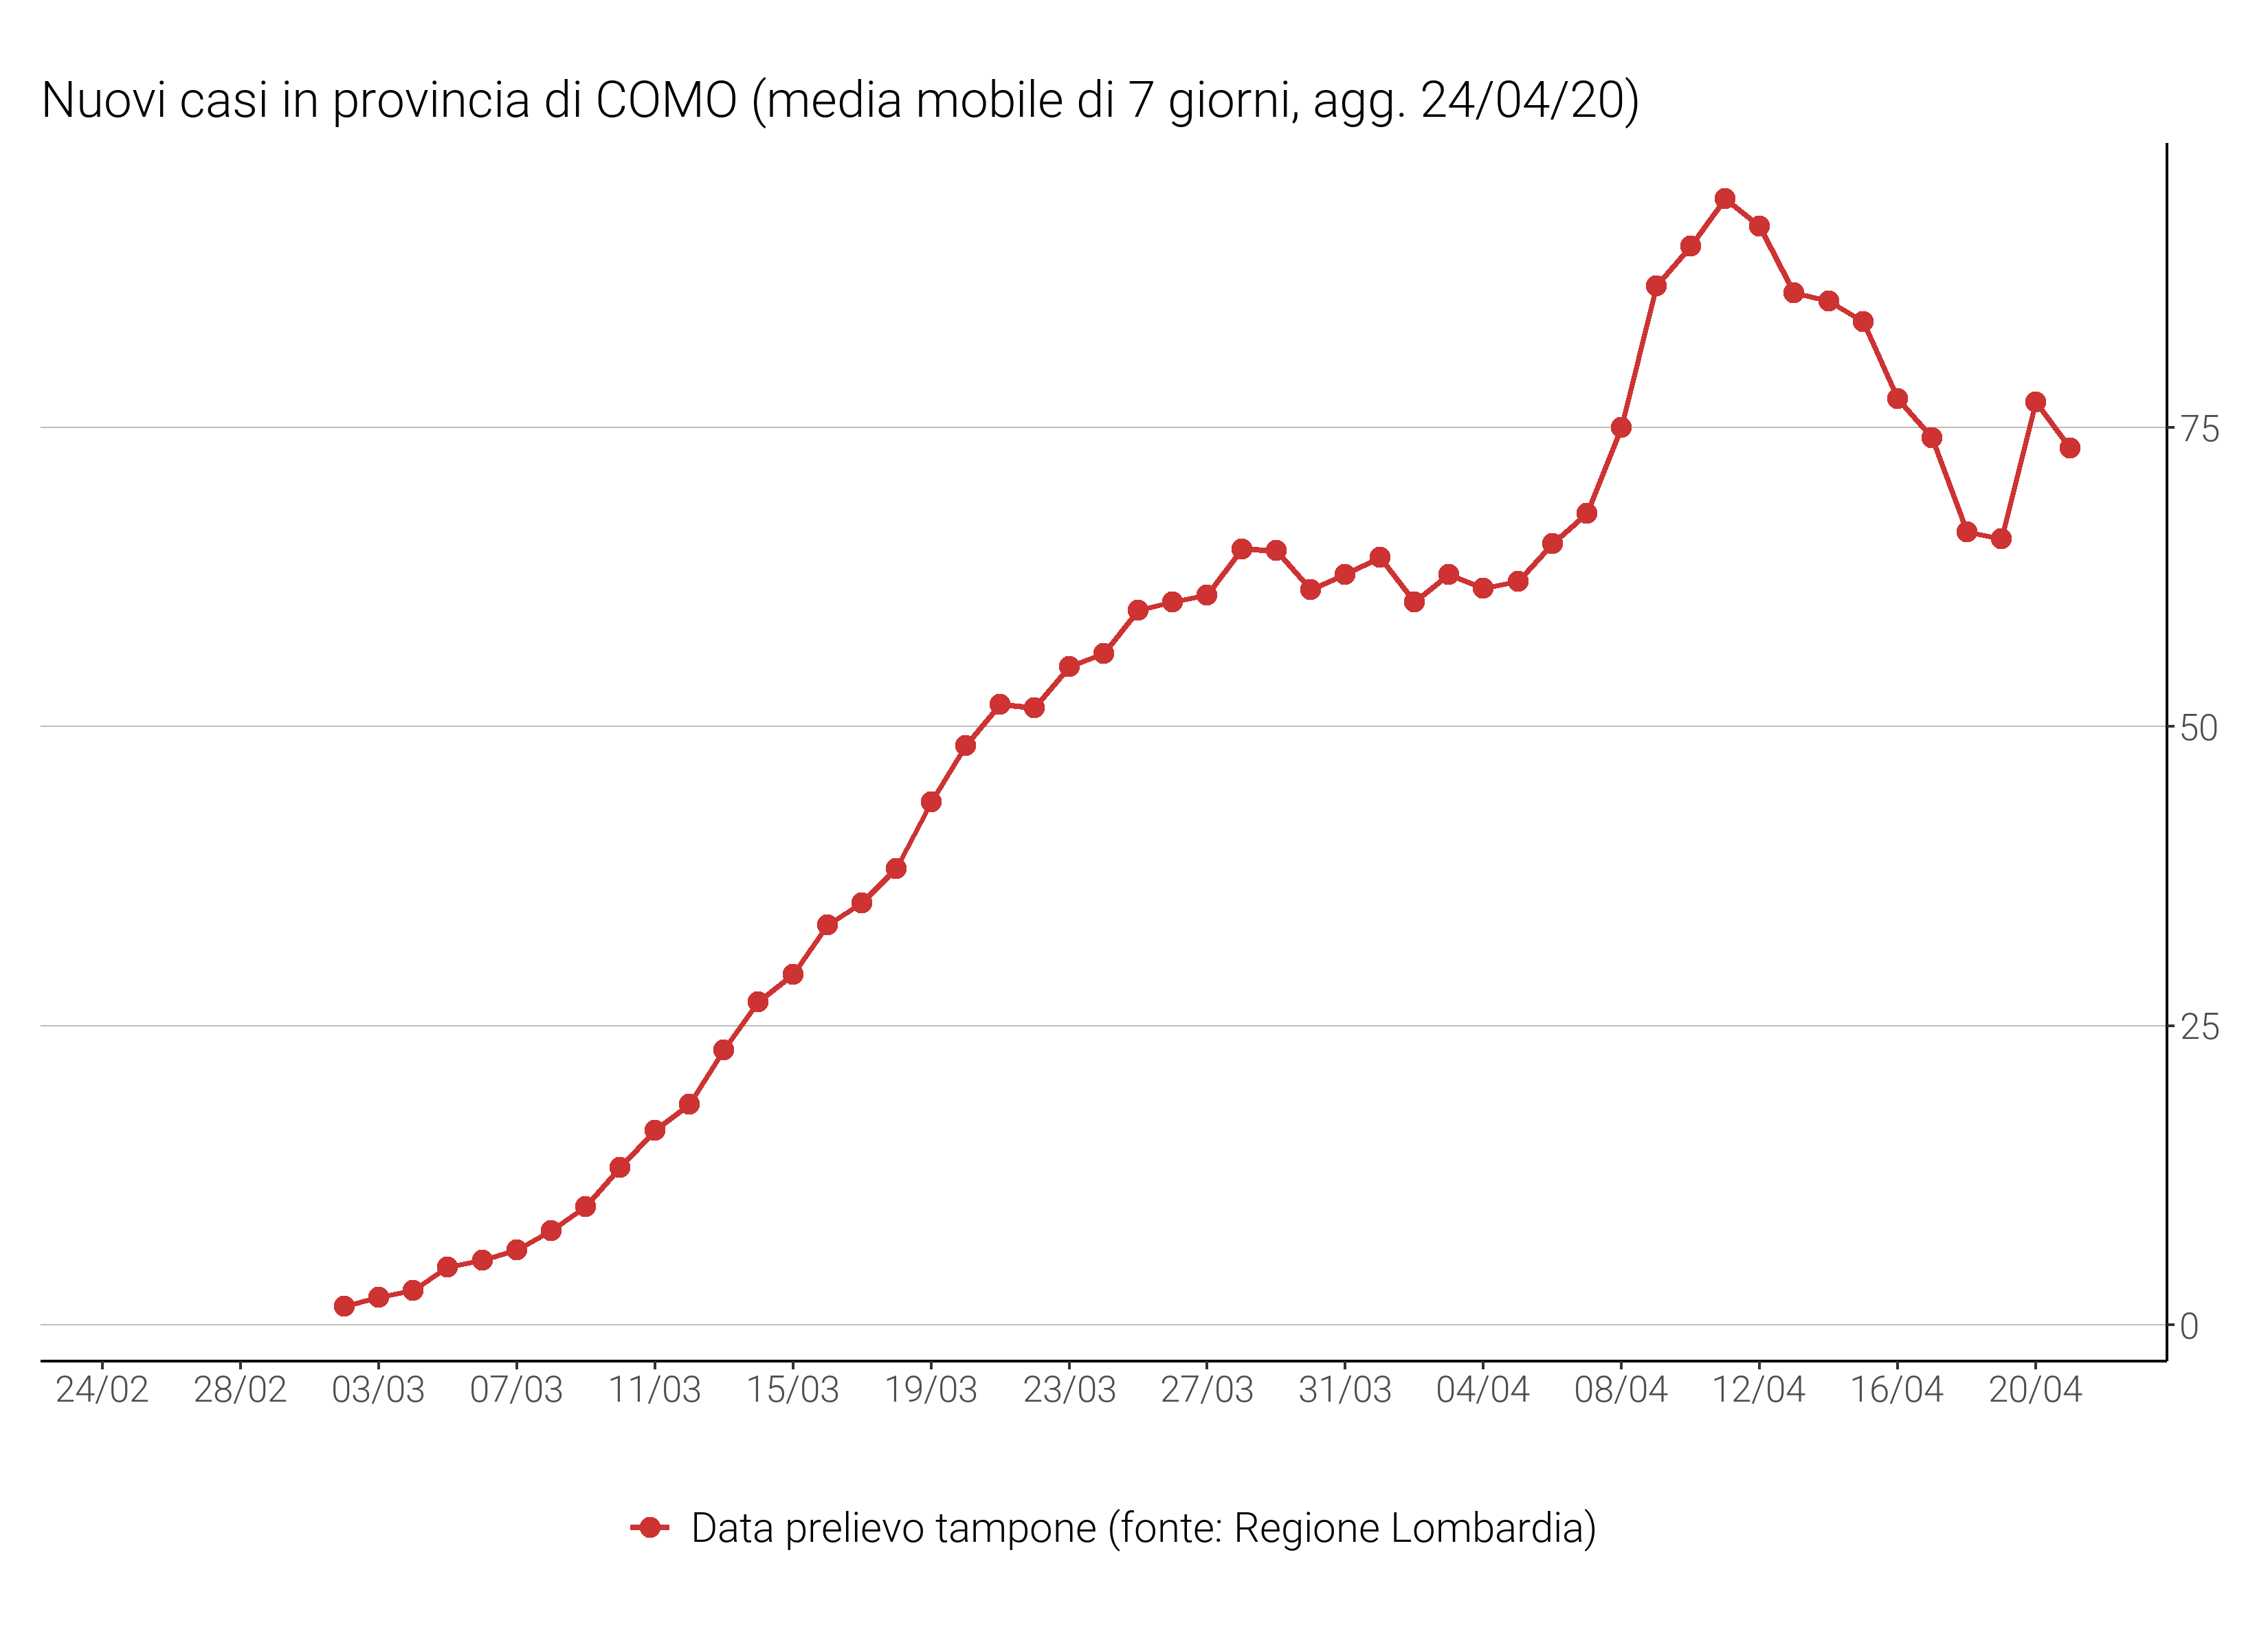 Nuovi casi in provincia di COMO (media mobile di 7 giorni, agg. 24/04/20)
75
50
25
0
24/02 28/02 03/03 07/03 11/03 15/03 19/03 23/03 27/03 31/03 04/04 08/04 12/04 16/04 20/04
Data prelievo tampone (fonte: Regione Lombardia)